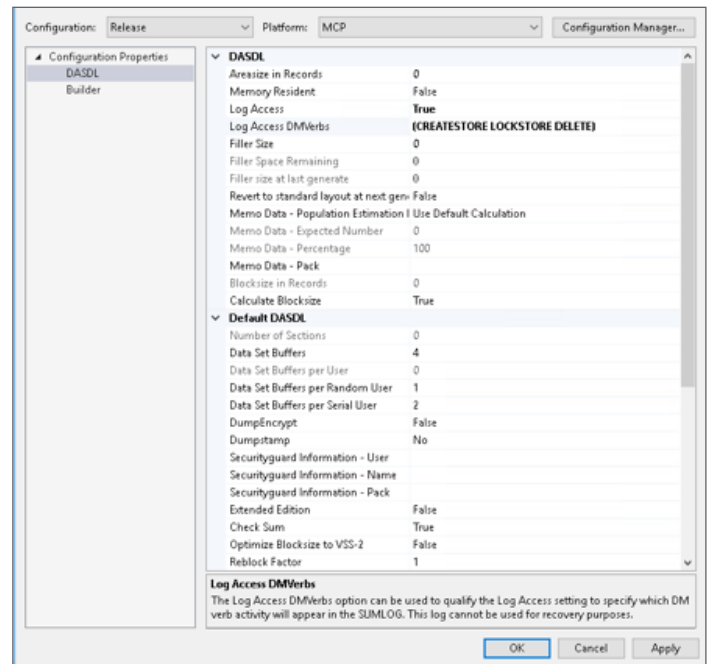 Configuration: Release Platform: MCP Configuration Manager...
Configuration Properties
DASDL
Builder
DASDL
Areasize in Records 0
Memory Resident False
Log Access True
Log Access DMVerbs (CREATESTORE LOCKSTORE DELETE)
Filler Size 0
Filler Space Remaining 0
Filler size at last generate 0
Revert to standard layout at next gen False
Memo Data - Population Estimation Use Default Calculation
Memo Data - Expected Number 0
Memo Data - Percentage 100
Memo Data - Pack
Blocksize in Records 0
Calculate Blocksize True
Default DASDL
Number of Sections 0
Data Set Buffers 4
Data Set Buffers per User 0
Data Set Buffers per Random User 1
Data Set Buffers per Serial User 2
DumpEncrypt False
Dumpstamp No
Securityguard Information - User
Securityguard Information - Name
Securityguard Information - Pack
Extended Edition False
Check Sum True
Optimize Blocksize to VSS-2 False
Reblock Factor 1
Log Access DMVerbs
The Log Access DMVerbs option can be used to qualify the Log Access setting to specify which DM
verb activity will appear in the SUMLOG. This log cannot be used for recovery purposes.
OK Cancel Apply